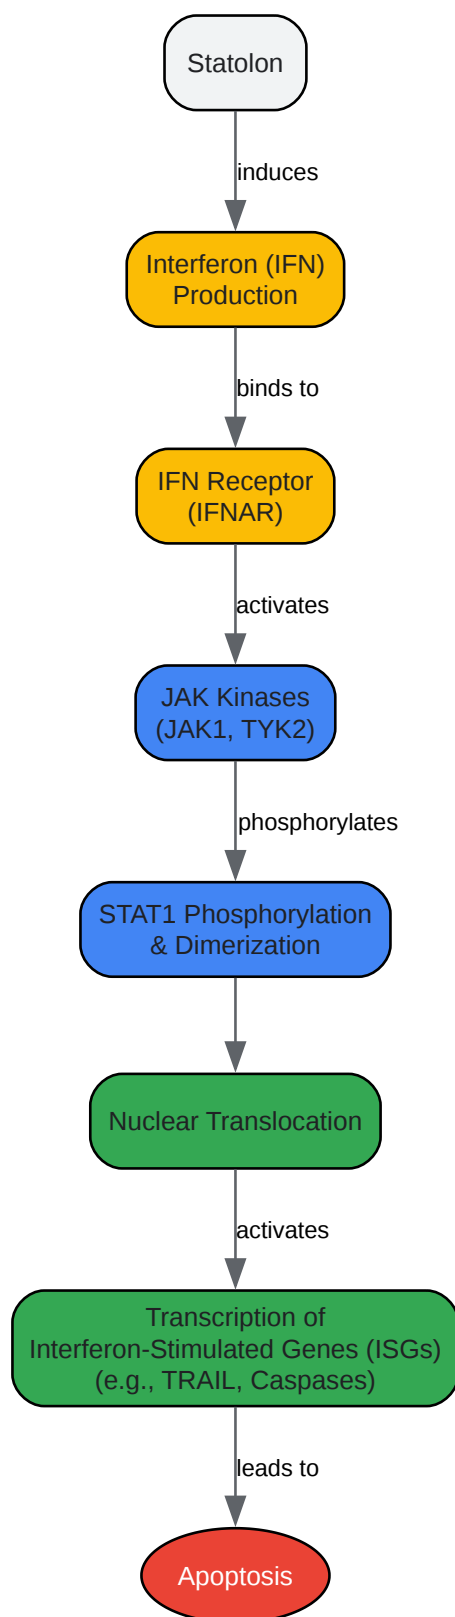 Statolon
induces
Interferon (IFN)
Production
binds to
IFN Receptor
(IFNAR)
activates
JAK Kinases
(JAK1, TYK2)
phosphorylates
STAT1 Phosphorylation
& Dimerization
Nuclear Translocation
activates
Transcription of
Interferon-Stimulated Genes (ISGs)
(e.g., TRAIL, Caspases)
leads to
Apoptosis